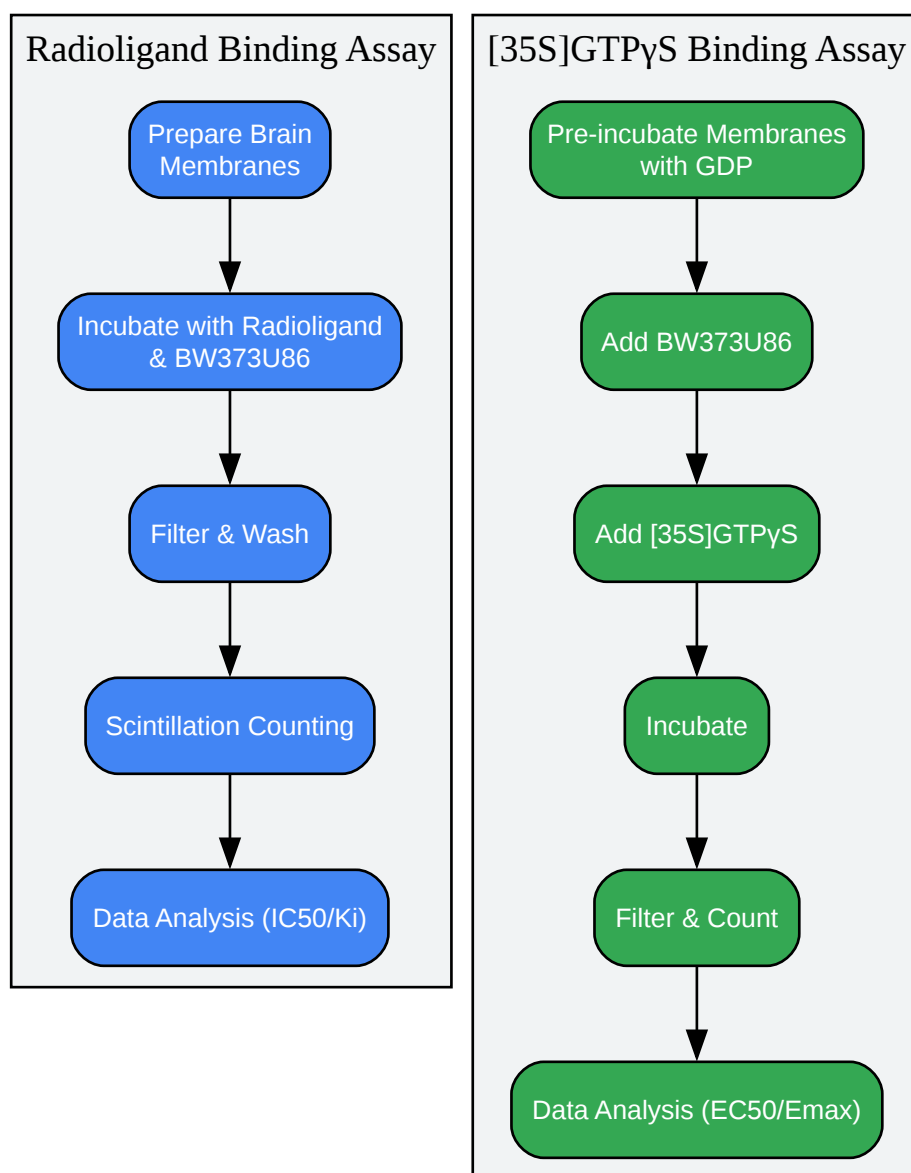 Radioligand Binding Assay
Prepare Brain
Membranes
Incubate with Radioligand
& BW373U86
Filter & Wash
Scintillation Counting
Data Analysis (IC50/Ki)
[35S]GTPγS Binding Assay
Pre-incubate Membranes
with GDP
Add BW373U86
Add [35S]GTPγS
Incubate
Filter & Count
Data Analysis (EC50/Emax)